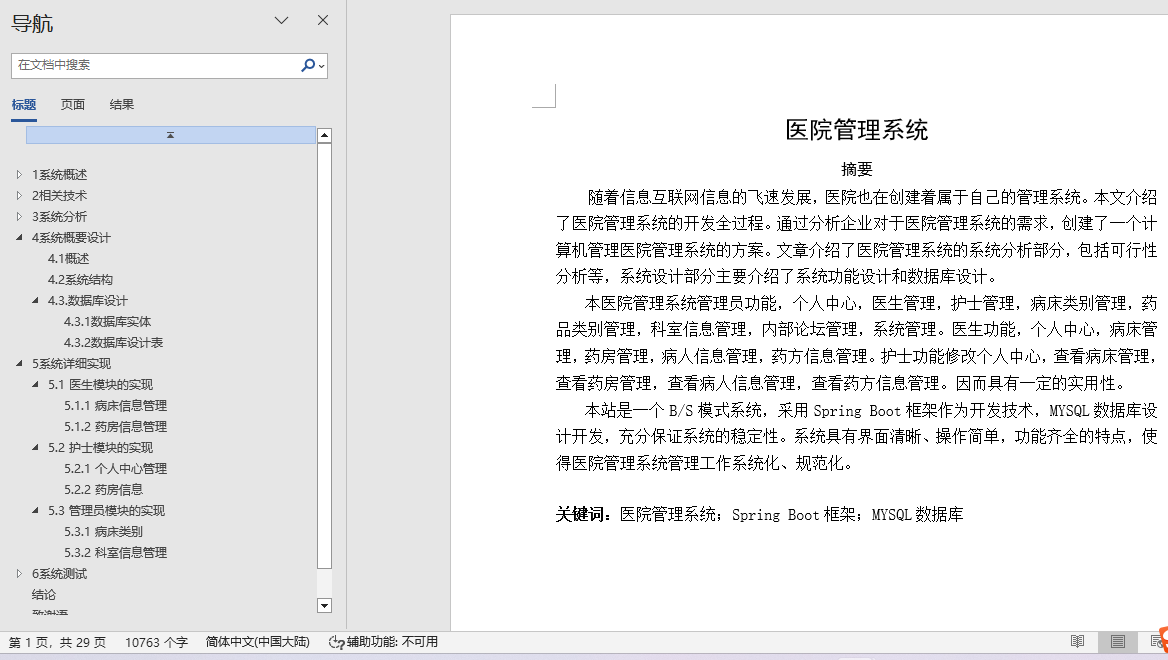 导航
在文档中搜索
标题 页面 结果
1系统概述
2相关技术
3系统分析
4系统概要设计
4.1概述
4.2系统结构
4.3.数据库设计
4.3.1数据库实体
4.3.2数据库设计表
5系统详细实现
5.1 医生模块的实现
5.1.1 病床信息管理
5.1.2 药房信息管理
5.2 护士模块的实现
5.2.1 个人中心管理
5.2.2 药房信息
5.3 管理员模块的实现
5.3.1 病床类别
5.3.2 科室信息管理
6系统测试
结论
致谢语
医院管理系统
摘要
随着信息互联网信息的飞速发展，医院也在创建着属于自己的管理系统。本文介绍
了医院管理系统的开发全过程。通过分析企业对于医院管理系统的需求，创建了一个计
算机管理医院管理系统的方案。文章介绍了医院管理系统的系统分析部分，包括可行性
分析等，系统设计部分主要介绍了系统功能设计和数据库设计。
本医院管理系统管理员功能，个人中心，医生管理，护士管理，病床类别管理，药
品类别管理，科室信息管理，内部论坛管理，系统管理。医生功能，个人中心，病床管
理，药房管理，病人信息管理，药方信息管理。护士功能修改个人中心，查看病床管理，
查看药房管理，查看病人信息管理，查看药方信息管理。因而具有一定的实用性。
本站是一个 B/S 模式系统，采用 Spring Boot 框架作为开发技术，MYSQL 数据库设
计开发，充分保证系统的稳定性。系统具有界面清晰、操作简单，功能齐全的特点，使
得医院管理系统管理工作系统化、规范化。
关键词：医院管理系统；Spring Boot 框架；MYSQL 数据库
第 1 页，共 29 页 10763 个字 简体中文(中国大陆) 辅助功能: 不可用